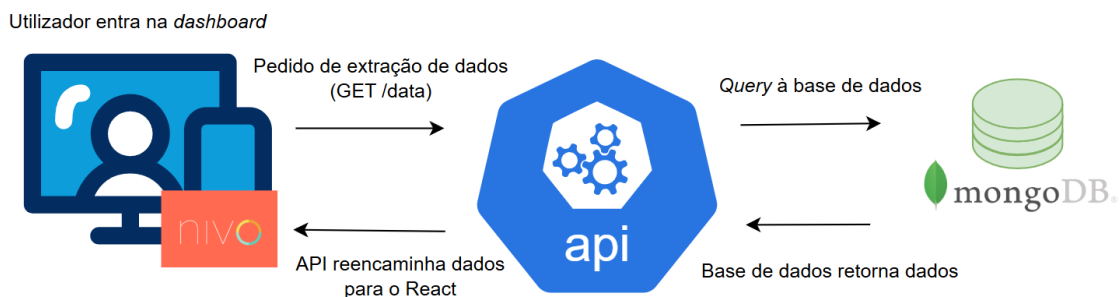 Utilizador entra na dashboard
Pedido de extração de dados
(GET /data)
Query à base de dados
nivo
api
mongoDB®
API reencaminha dados
para o React
Base de dados retorna dados